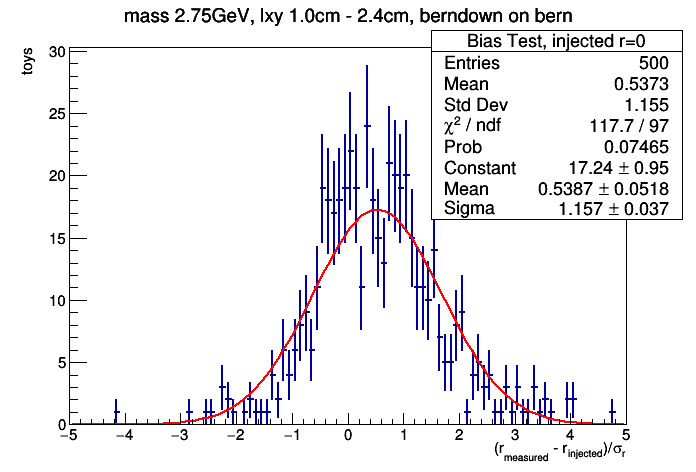 mass 2.75GeV, lxy 1.0cm - 2.4cm, berndown on bern
Bias Test, injected r=0
Entries 500
Mean 0.5373
Std Dev 1.155
χ² / ndf 117.7 / 97
Prob 0.07465
Constant 17.24 ± 0.95
Mean 0.5387 ± 0.0518
Sigma 1.157 ± 0.037
toys
30
25
20
15
10
5
0
−5 −4 −3 −2 −1 0 1 2 3 4 5
(r_measured - r_injected)/σ_r